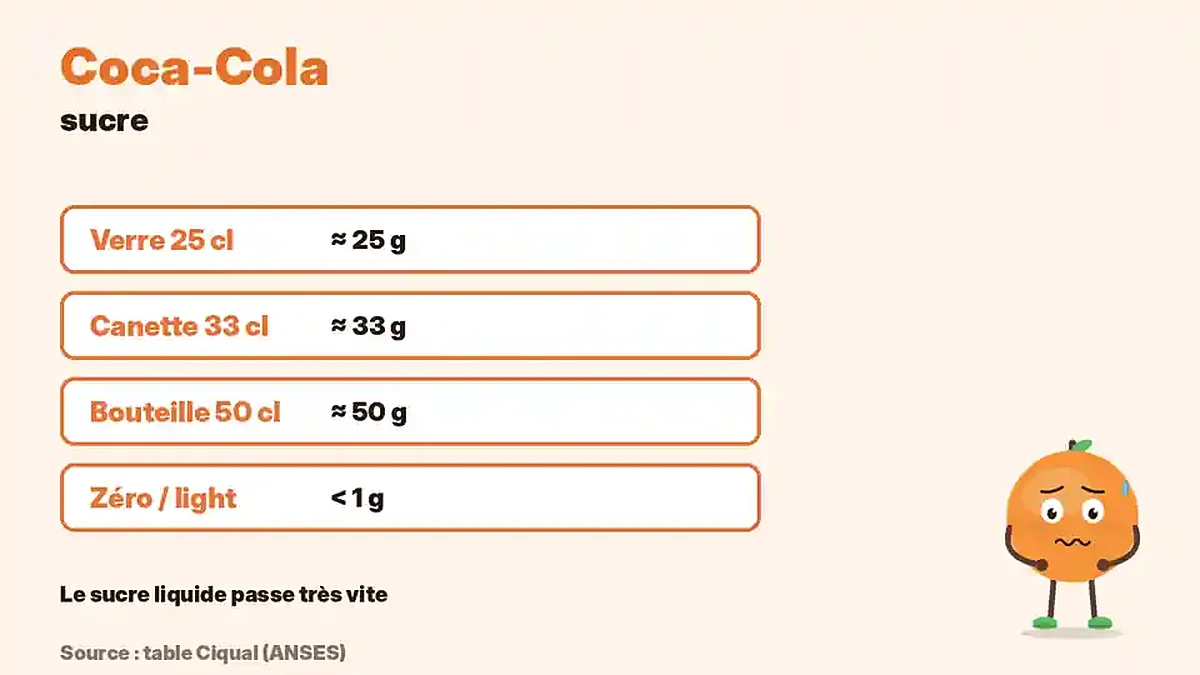 Coca-Cola
sucre
Verre 25 cl ≈ 25 g
Canette 33 cl ≈ 33 g
Bouteille 50 cl ≈ 50 g
Zéro / light < 1 g
Le sucre liquide passe très vite
Source : table Ciqual (ANSES)